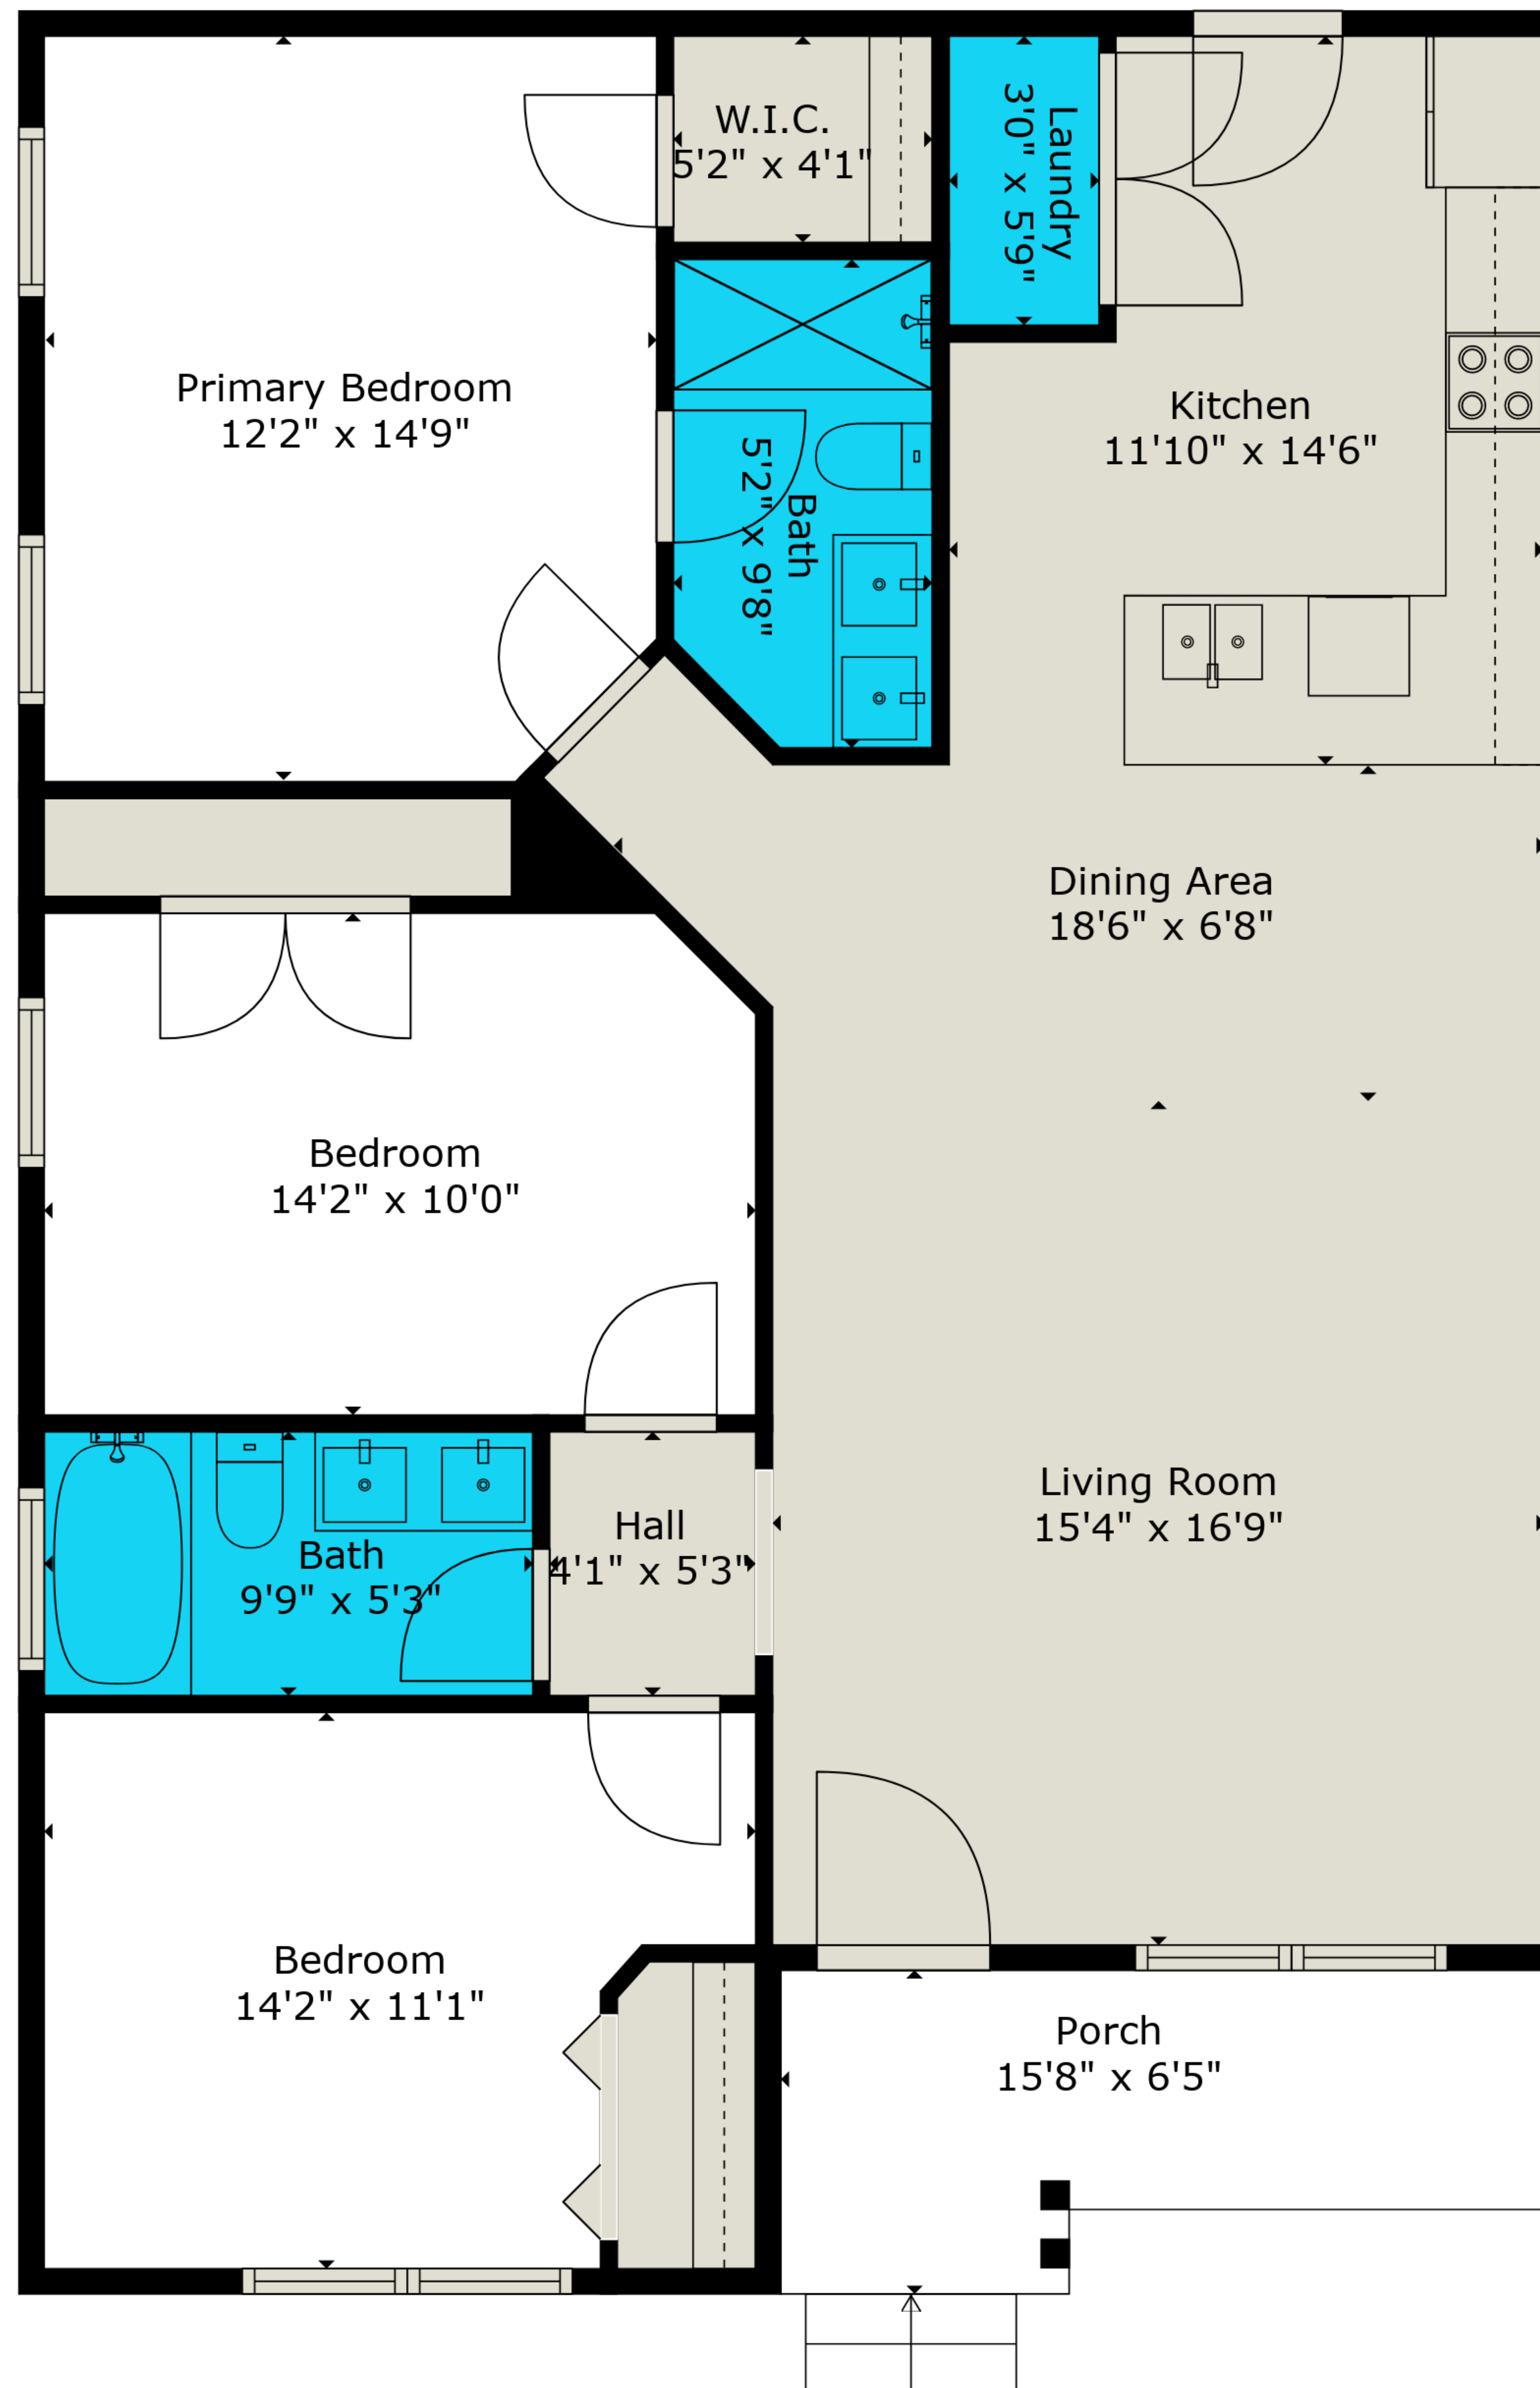 W.I.C.
5'2" x 4'1"
Laundry
3'0" x 5'9"
Primary Bedroom
12'2" x 14'9"
Kitchen
11'10" x 14'6"
Bath
5'2" x 9'8"
Dining Area
18'6" x 6'8"
Bedroom
14'2" x 10'0"
Living Room
15'4" x 16'9"
Hall
4'1" x 5'3"
Bath
9'9" x 5'3"
Bedroom
14'2" x 11'1"
Porch
15'8" x 6'5"